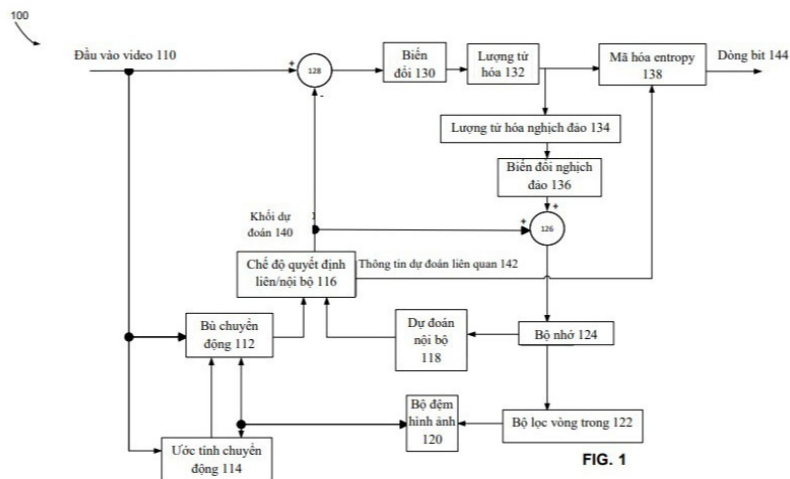 100
Đầu vào video 110
128
+
-
Biến
đổi 130
Lượng tử
hóa 132
Mã hóa entropy
138
Dòng bit 144
Lượng tử hóa nghịch đảo 134
Biến đổi nghịch
đảo 136
+
+
126
Khối dự
đoán 140
Chế độ quyết định
liên/nội bộ 116
Thông tin dự đoán liên quan 142
Bù chuyển
động 112
Dự đoán
nội bộ
118
Bộ nhớ 124
Bộ đệm
hình ảnh
120
Bộ lọc vòng trong 122
Ước tính chuyển
động 114
FIG. 1